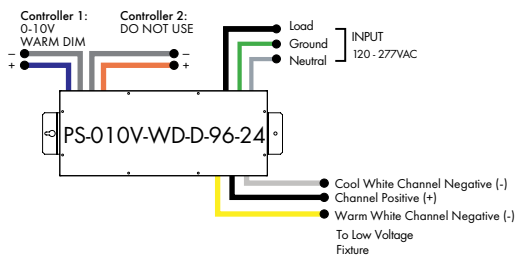 Controller 1:
0-10V
WARM DIM
Controller 2:
DO NOT USE
–
+
–
+
Load
Ground
Neutral
INPUT
120 - 277VAC
PS-010V-WD-D-96-24
Cool White Channel Negative (-)
Channel Positive (+)
Warm White Channel Negative (-)
To Low Voltage
Fixture